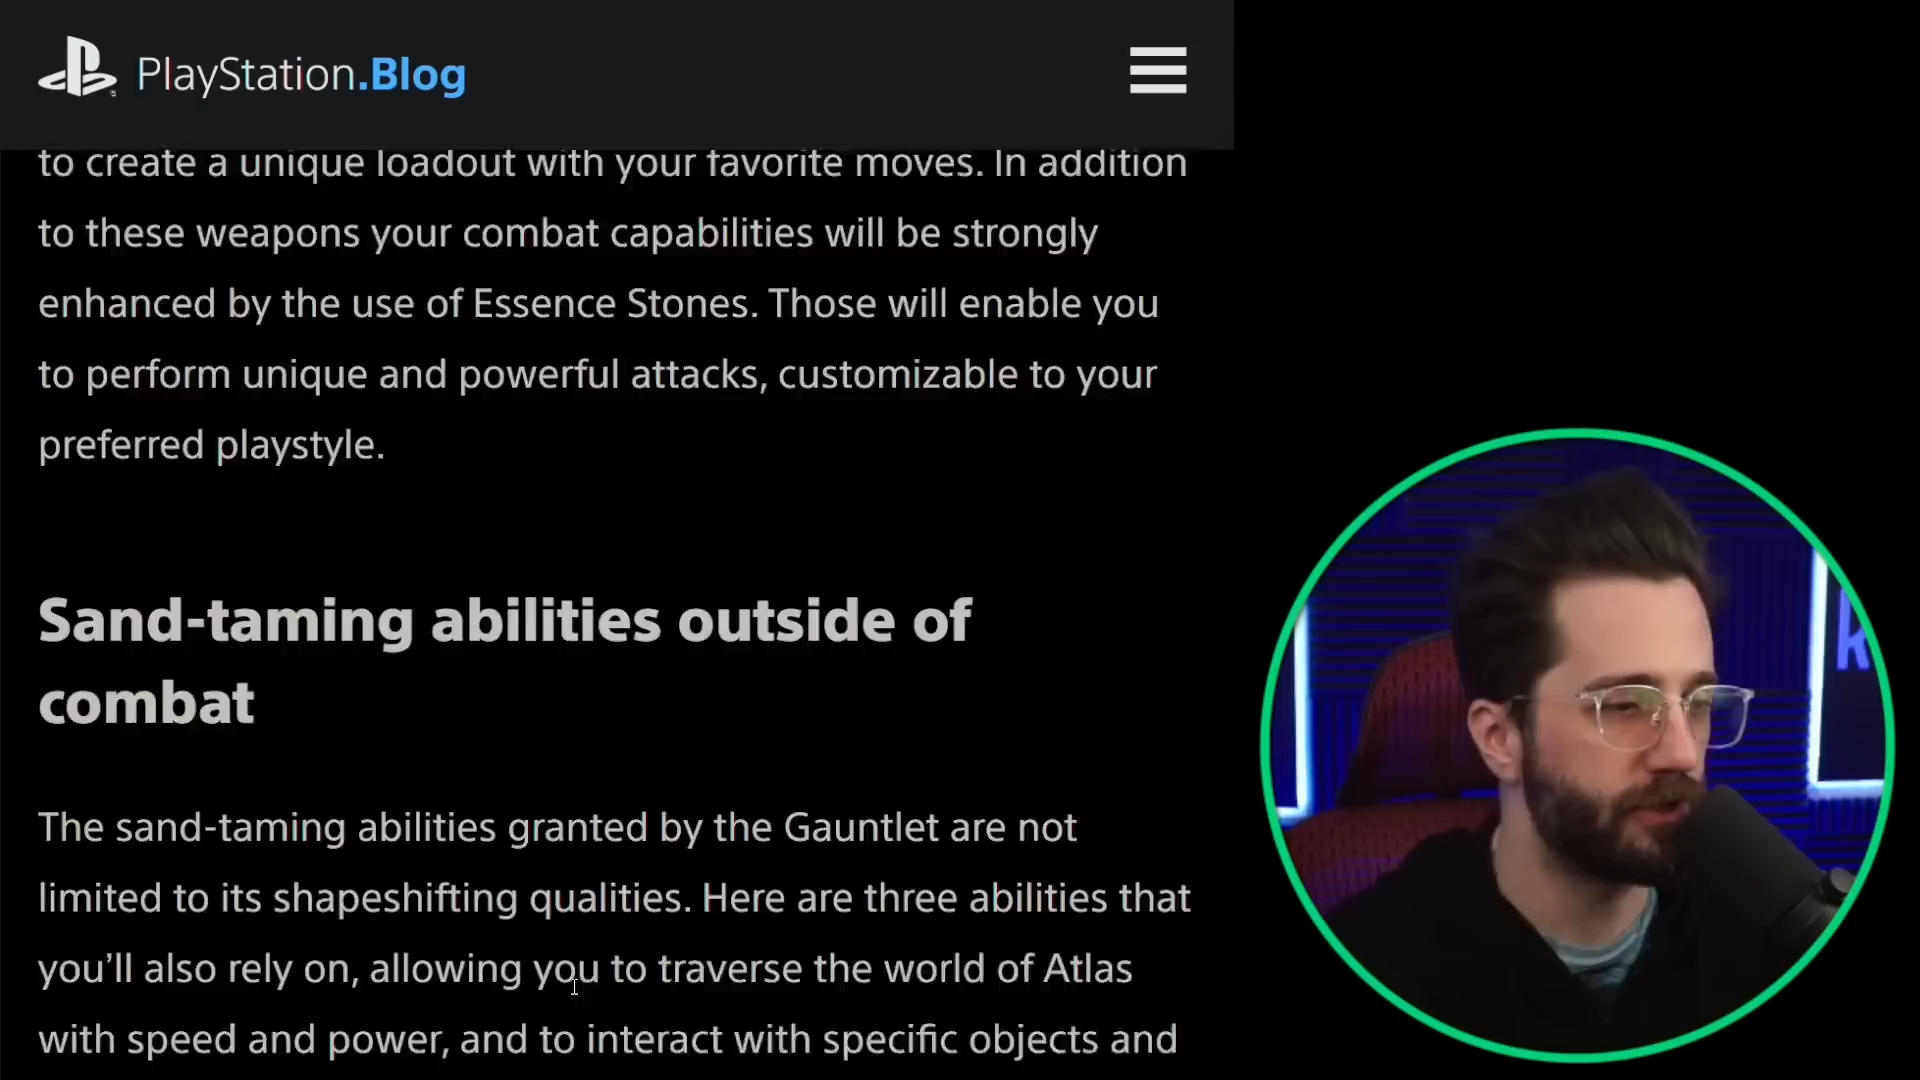 PlayStation.Blog
to create a unique loadout with your favorite moves. In addition
to these weapons your combat capabilities will be strongly
enhanced by the use of Essence Stones. Those will enable you
to perform unique and powerful attacks, customizable to your
preferred playstyle.
Sand-taming abilities outside of
combat
The sand-taming abilities granted by the Gauntlet are not
limited to its shapeshifting qualities. Here are three abilities that
you’ll also rely on, allowing you to traverse the world of Atlas
with speed and power, and to interact with specific objects and